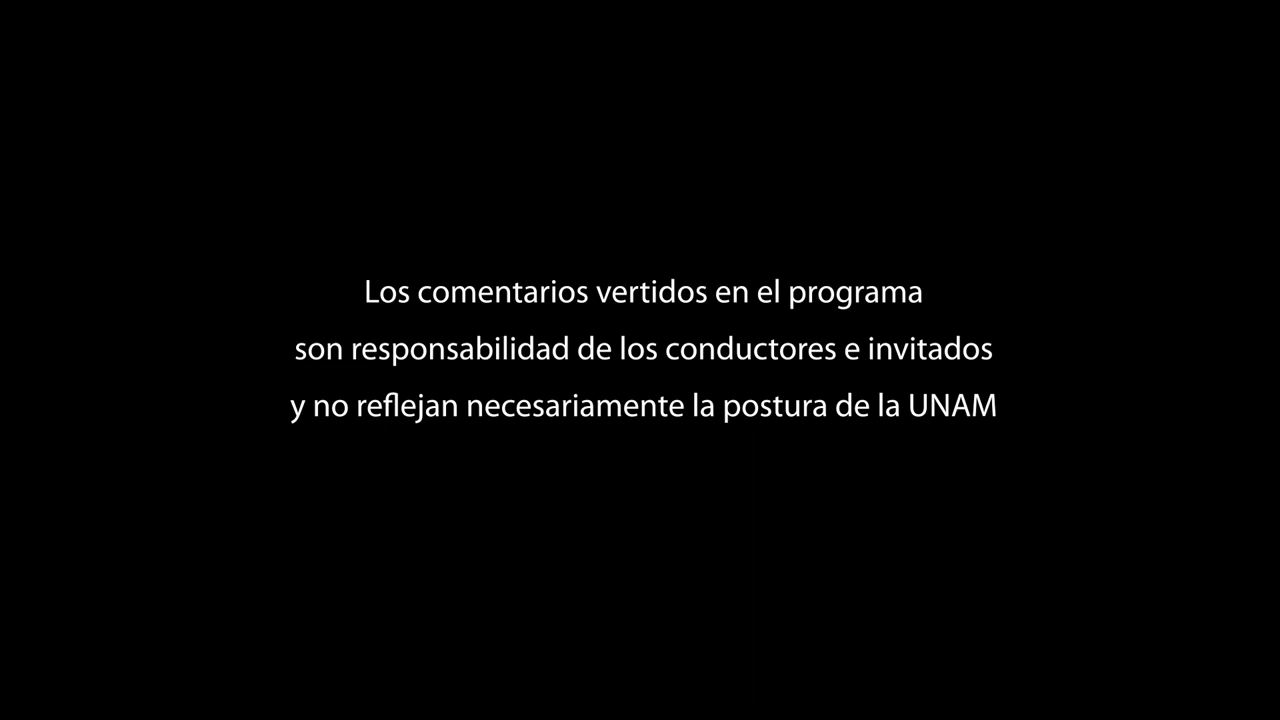 Los comentarios vertidos en el programa
son responsabilidad de los conductores e invitados
y no reflejan necesariamente la postura de la UNAM